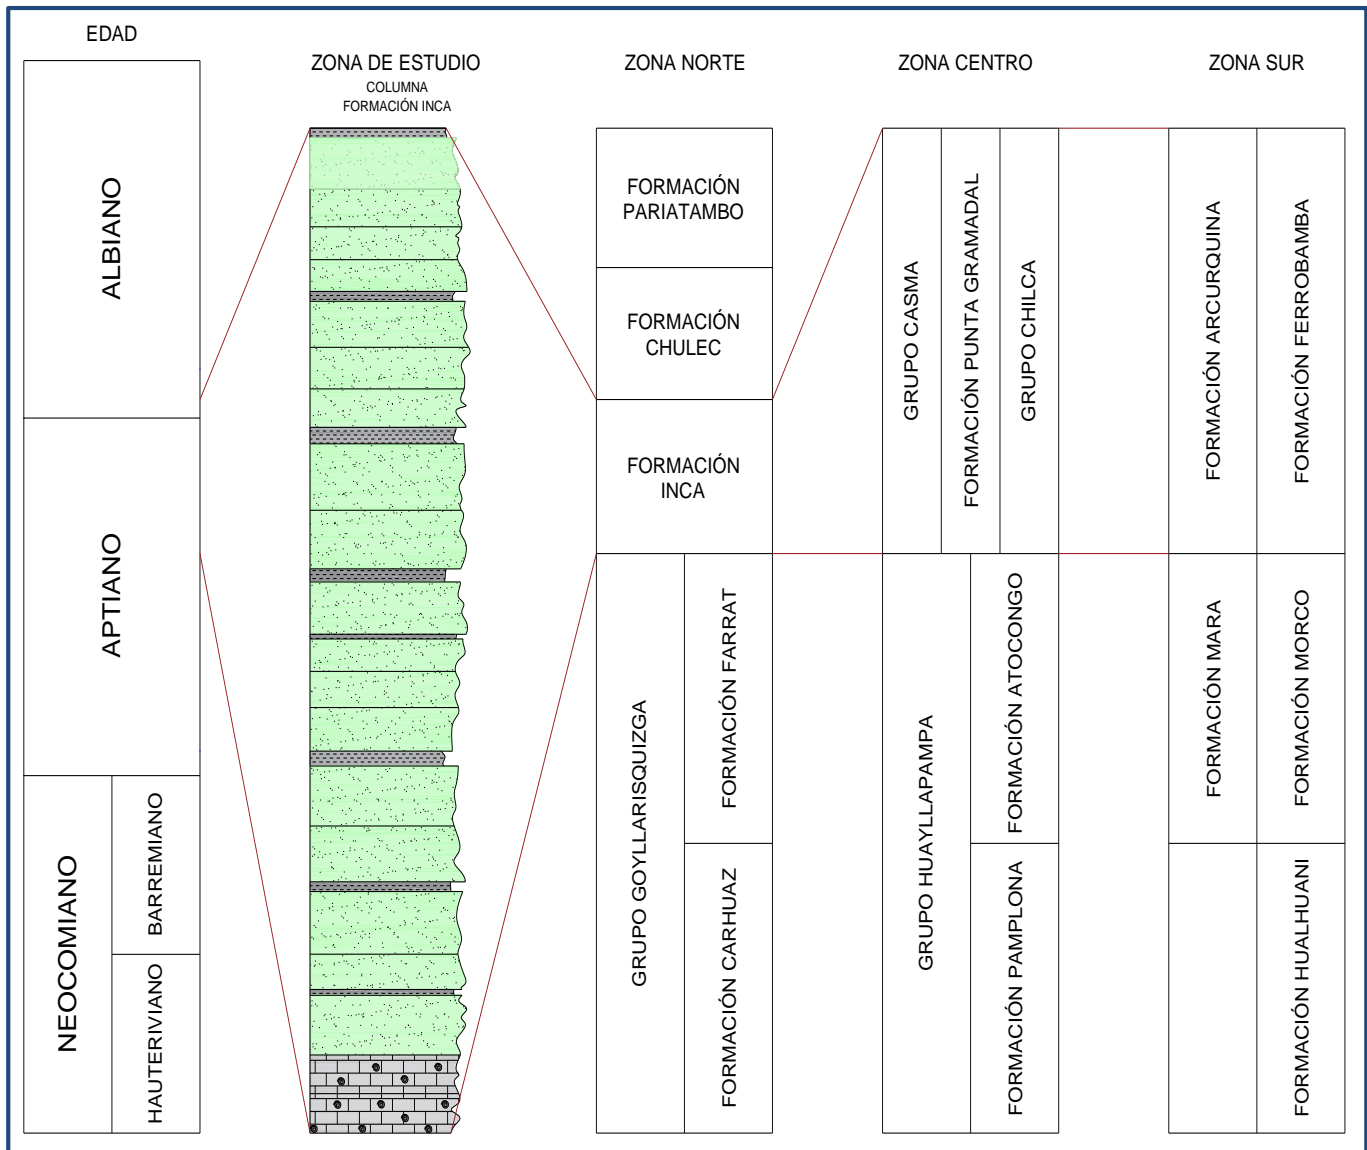 EDAD
ZONA DE ESTUDIO
COLUMNA
FORMACIÓN INCA
ZONA NORTE
ZONA CENTRO
ZONA SUR
ALBIANO
APTIANO
NEOCOMIANO
BARREMIANO
HAUTERIVIANO
FORMACIÓN
PARIATAMBO
FORMACIÓN
CHULEC
FORMACIÓN
INCA
GRUPO GOYLLARISQUIZGA
FORMACIÓN FARRAT
FORMACIÓN CARHUAZ
GRUPO CASMA
FORMACIÓN PUNTA GRAMADAL
GRUPO CHILCA
GRUPO HUAYLLAPAMPA
FORMACIÓN ATOCONGO
FORMACIÓN PAMPLONA
FORMACIÓN ARCURQUINA
FORMACIÓN FERROBAMBA
FORMACIÓN MARA
FORMACIÓN MORCO
FORMACIÓN HUALHUANI